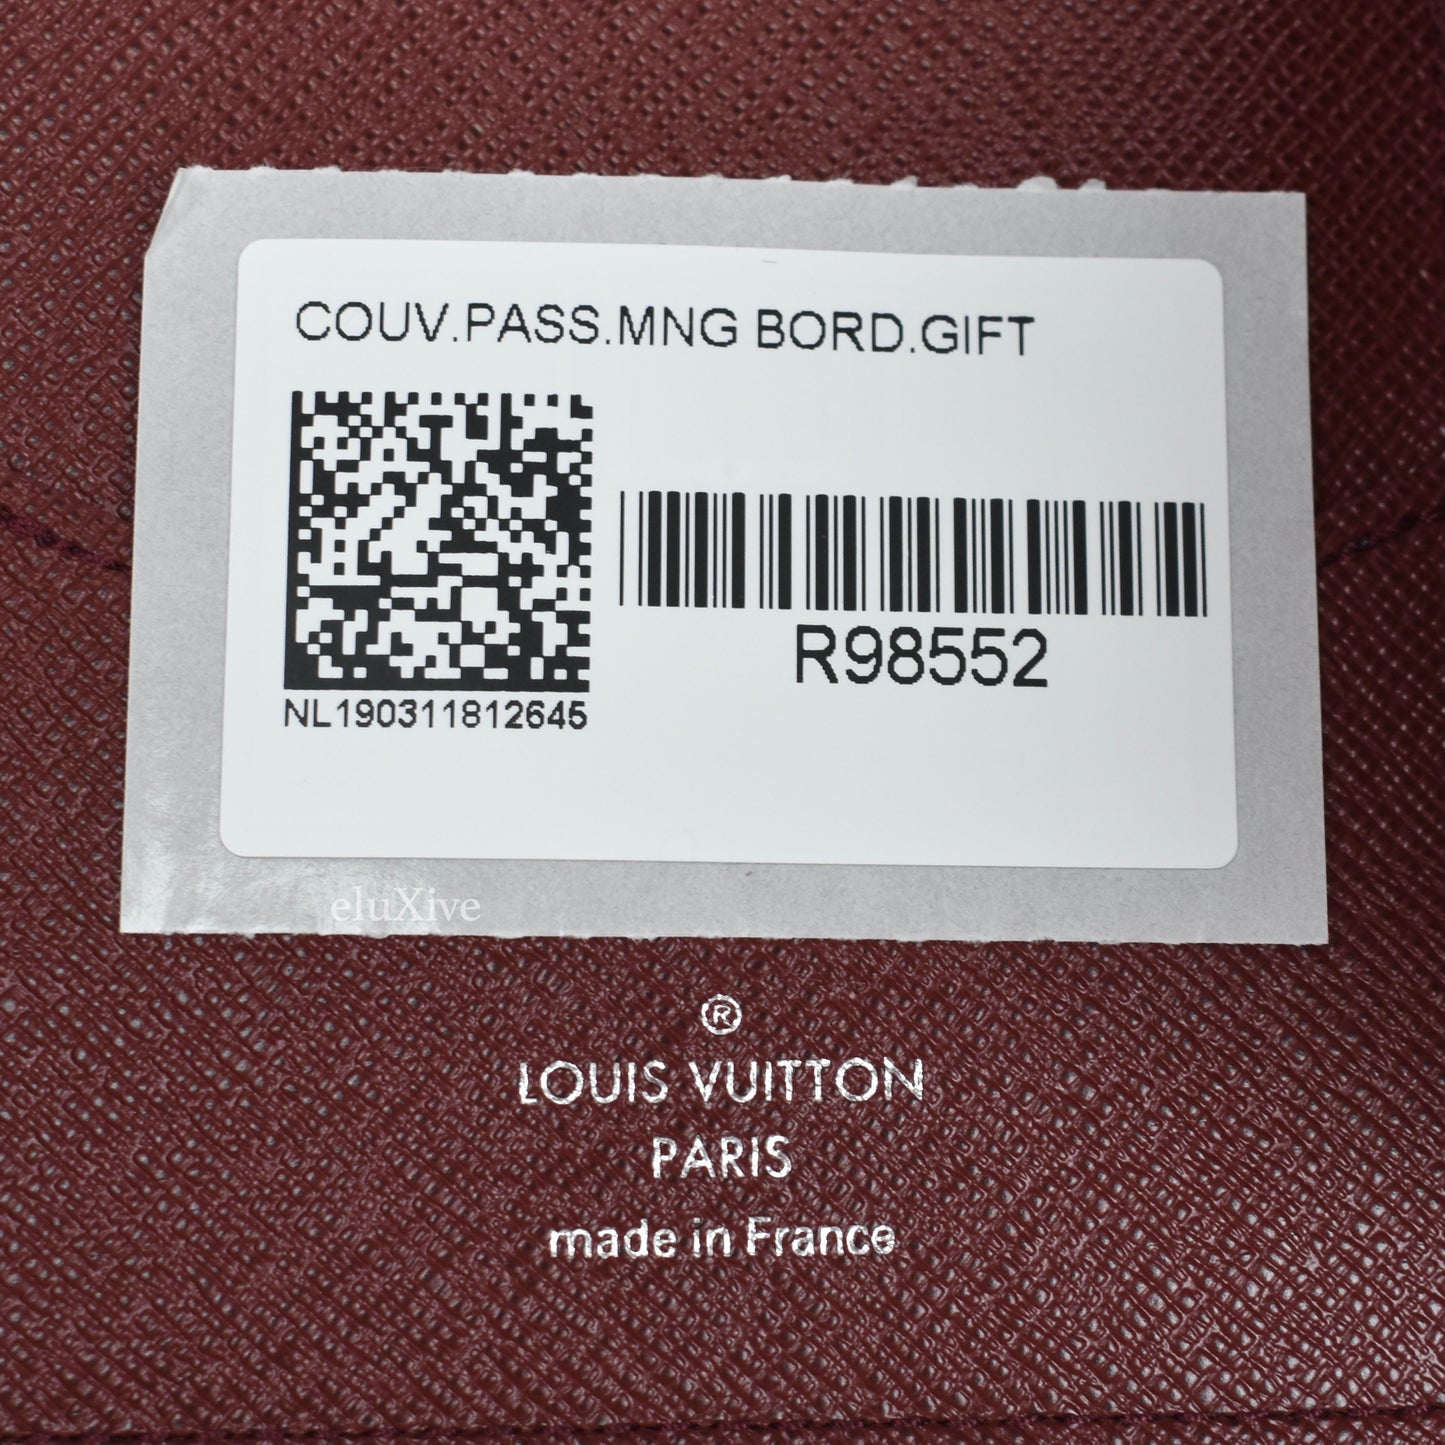 COUV.PASS.MNG BORD.GIFT
R98552
NL190311812645
eluXive
®
LOUIS VUITTON
PARIS
made in France